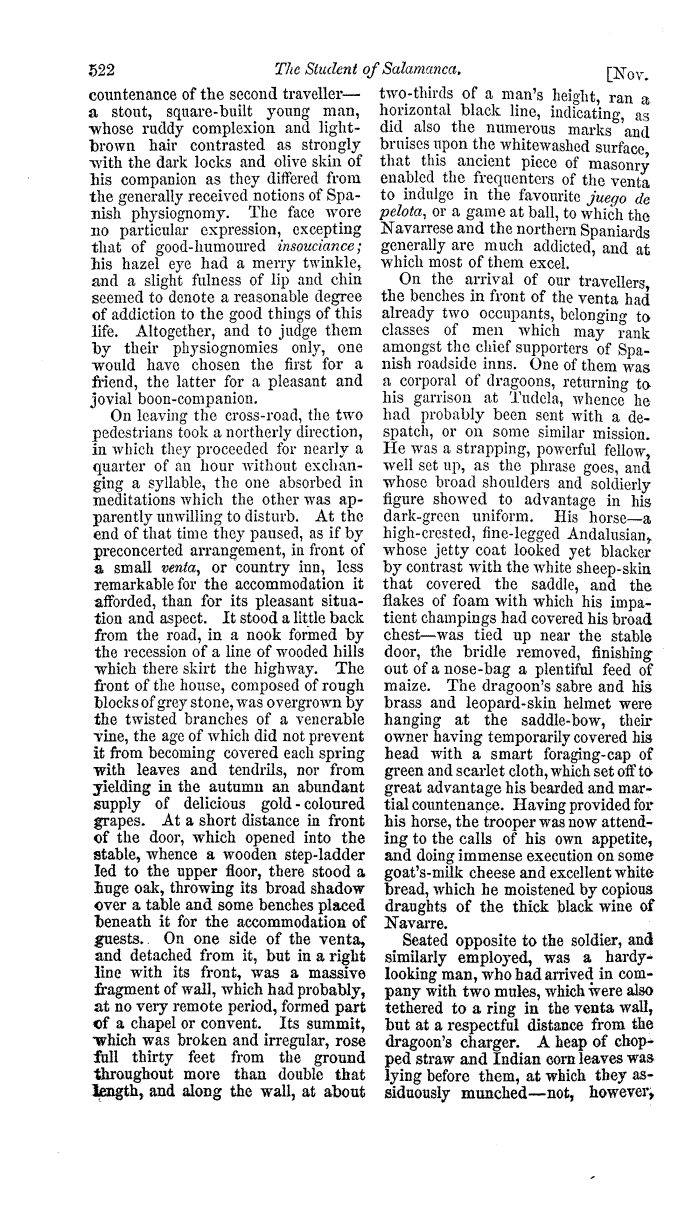 522
The Student of Salamanca.
[Nov.
countenance of the second traveller—
a stout, square-built young man,
whose ruddy complexion and light-
brown hair contrasted as strongly
with the dark locks and olive skin of
his companion as they differed from
the generally received notions of Spa-
nish physiognomy. The face wore
no particular expression, excepting
that of good-humoured insouciance;
his hazel eye had a merry twinkle,
and a slight fulness of lip and chin
seemed to denote a reasonable degree
of addiction to the good things of this
life. Altogether, and to judge them
by their physiognomies only, one
would have chosen the first for a
friend, the latter for a pleasant and
jovial boon-companion.
On leaving the cross-road, the two
pedestrians took a northerly direction,
in which they proceeded for nearly a
quarter of an hour without exchan-
ging a syllable, the one absorbed in
meditations which the other was ap-
parently unwilling to disturb. At the
end of that time they paused, as if by
preconcerted arrangement, in front of
a small venta, or country inn, less
remarkable for the accommodation it
afforded, than for its pleasant situa-
tion and aspect. It stood a little back
from the road, in a nook formed by
the recession of a line of wooded hills
which there skirt the highway. The
front of the house, composed of rough
blocks of grey stone, was overgrown by
the twisted branches of a venerable
vine, the age of which did not prevent
it from becoming covered each spring
with leaves and tendrils, nor from
yielding in the autumn an abundant
supply of delicious gold-coloured
grapes. At a short distance in front
of the door, which opened into the
stable, whence a wooden step-ladder
led to the upper floor, there stood a
huge oak, throwing its broad shadow
over a table and some benches placed
beneath it for the accommodation of
guests. On one side of the venta,
and detached from it, but in a right
line with its front, was a massive
fragment of wall, which had probably,
at no very remote period, formed part
of a chapel or convent. Its summit,
which was broken and irregular, rose
full thirty feet from the ground
throughout more than double that
length, and along the wall, at about
two-thirds of a man's height, ran a
horizontal black line, indicating, as
did also the numerous marks and
bruises upon the whitewashed surface,
that this ancient piece of masonry
enabled the frequenters of the venta
to indulge in the favourite juego de
pelota, or a game at ball, to which the
Navarrese and the northern Spaniards
generally are much addicted, and at
which most of them excel.
On the arrival of our travellers,
the benches in front of the venta had
already two occupants, belonging to
classes of men which may rank
amongst the chief supporters of Spa-
nish roadside inns. One of them was
a corporal of dragoons, returning to
his garrison at Tudela, whence he
had probably been sent with a de-
spatch, or on some similar mission.
He was a strapping, powerful fellow,
well set up, as the phrase goes, and
whose broad shoulders and soldierly
figure showed to advantage in his
dark-green uniform. His horse—a
high-crested, fine-legged Andalusian,
whose jetty coat looked yet blacker
by contrast with the white sheep-skin
that covered the saddle, and the
flakes of foam with which his impa-
tient champings had covered his broad
chest—was tied up near the stable
door, the bridle removed, finishing
out of a nose-bag a plentiful feed of
maize. The dragoon's sabre and his
brass and leopard-skin helmet were
hanging at the saddle-bow, their
owner having temporarily covered his
head with a smart foraging-cap of
green and scarlet cloth, which set off to
great advantage his bearded and mar-
tial countenance. Having provided for
his horse, the trooper was now attend-
ing to the calls of his own appetite,
and doing immense execution on some
goat's-milk cheese and excellent white
bread, which he moistened by copious
draughts of the thick black wine of
Navarre.
Seated opposite to the soldier, and
similarly employed, was a hardy-
looking man, who had arrived in com-
pany with two mules, which were also
tethered to a ring in the venta wall,
but at a respectful distance from the
dragoon's charger. A heap of chop-
ped straw and Indian corn leaves was
lying before them, at which they as-
siduously munched—not, however,